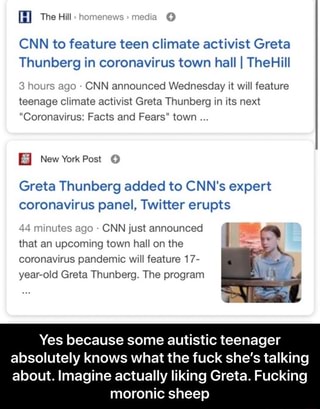 The Hill · homenews · media
CNN to feature teen climate activist Greta
Thunberg in coronavirus town hall | TheHill
3 hours ago · CNN announced Wednesday it will feature
teenage climate activist Greta Thunberg in its next
"Coronavirus: Facts and Fears" town ...
New York Post
Greta Thunberg added to CNN's expert
coronavirus panel, Twitter erupts
44 minutes ago · CNN just announced
that an upcoming town hall on the
coronavirus pandemic will feature 17-
year-old Greta Thunberg. The program
...
Yes because some autistic teenager
absolutely knows what the fuck she's talking
about. Imagine actually liking Greta. Fucking
moronic sheep